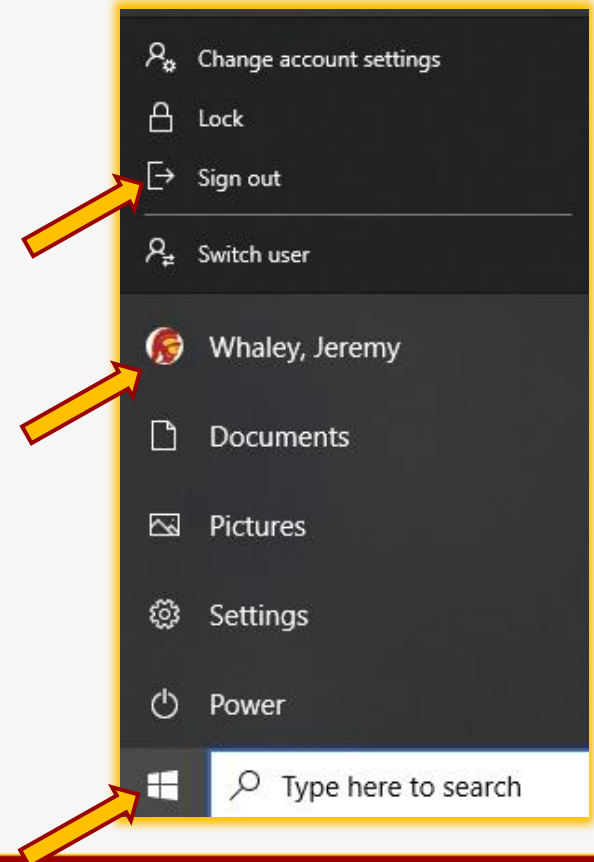 Change account settings
Lock
Sign out
Switch user
Whaley, Jeremy
Documents
Pictures
Settings
Power
Type here to search